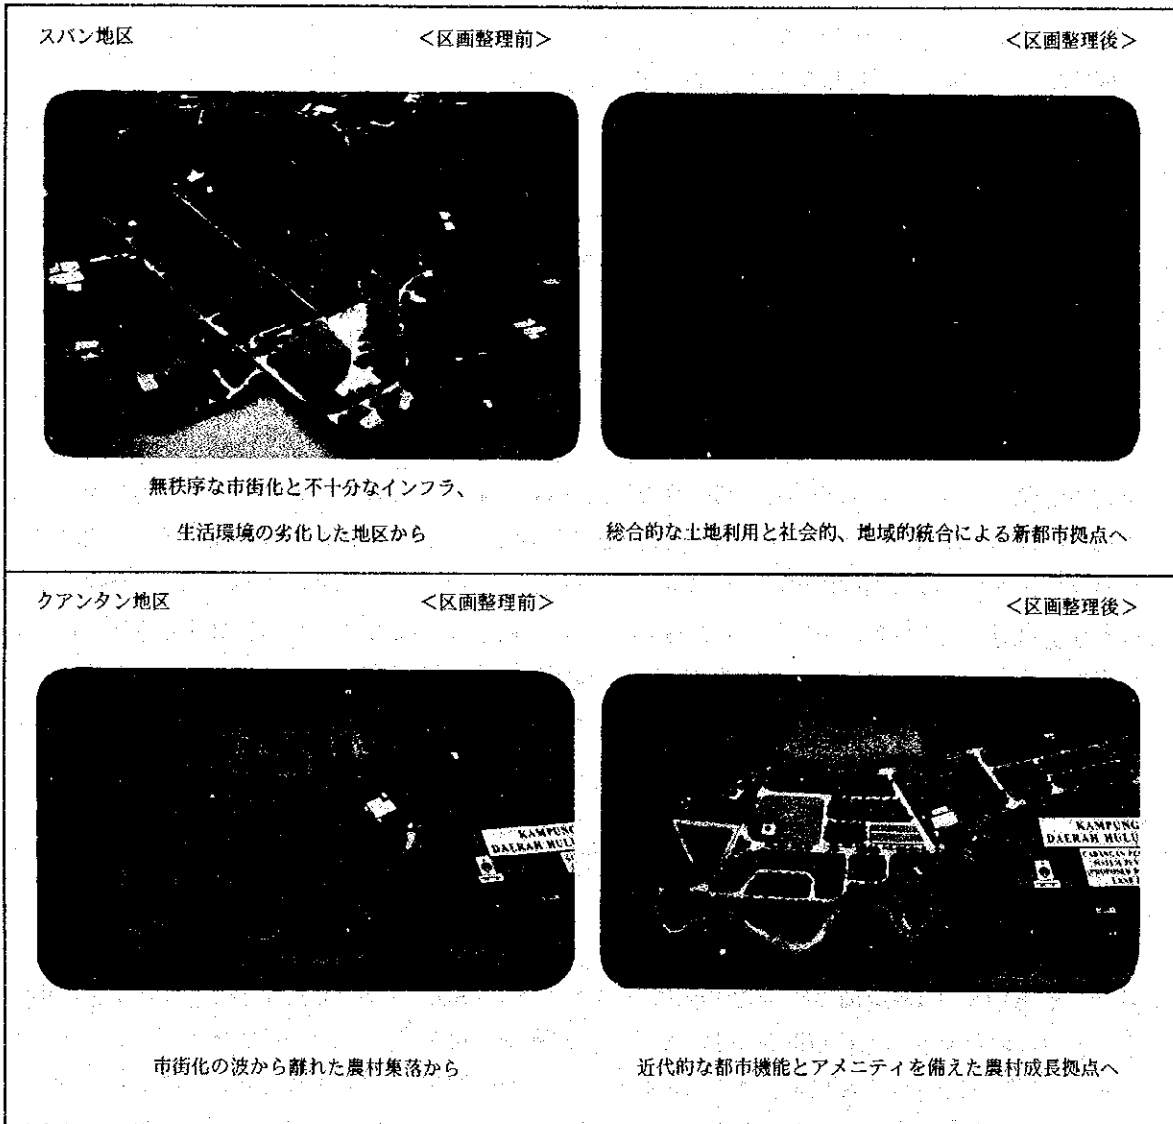 スバン地区
＜区画整理前＞
＜区画整理後＞
無秩序な市街化と不十分なインフラ、
生活環境の劣化した地区から
総合的な土地利用と社会的、地域的統合による新都市拠点へ
クアンタン地区
＜区画整理前＞
＜区画整理後＞
KAMPUNG
DAERAH HULU
KAMPUNG
DAERAH HULU
市街化の波から離れた農村集落から
近代的な都市機能とアメニティを備えた農村成長拠点へ